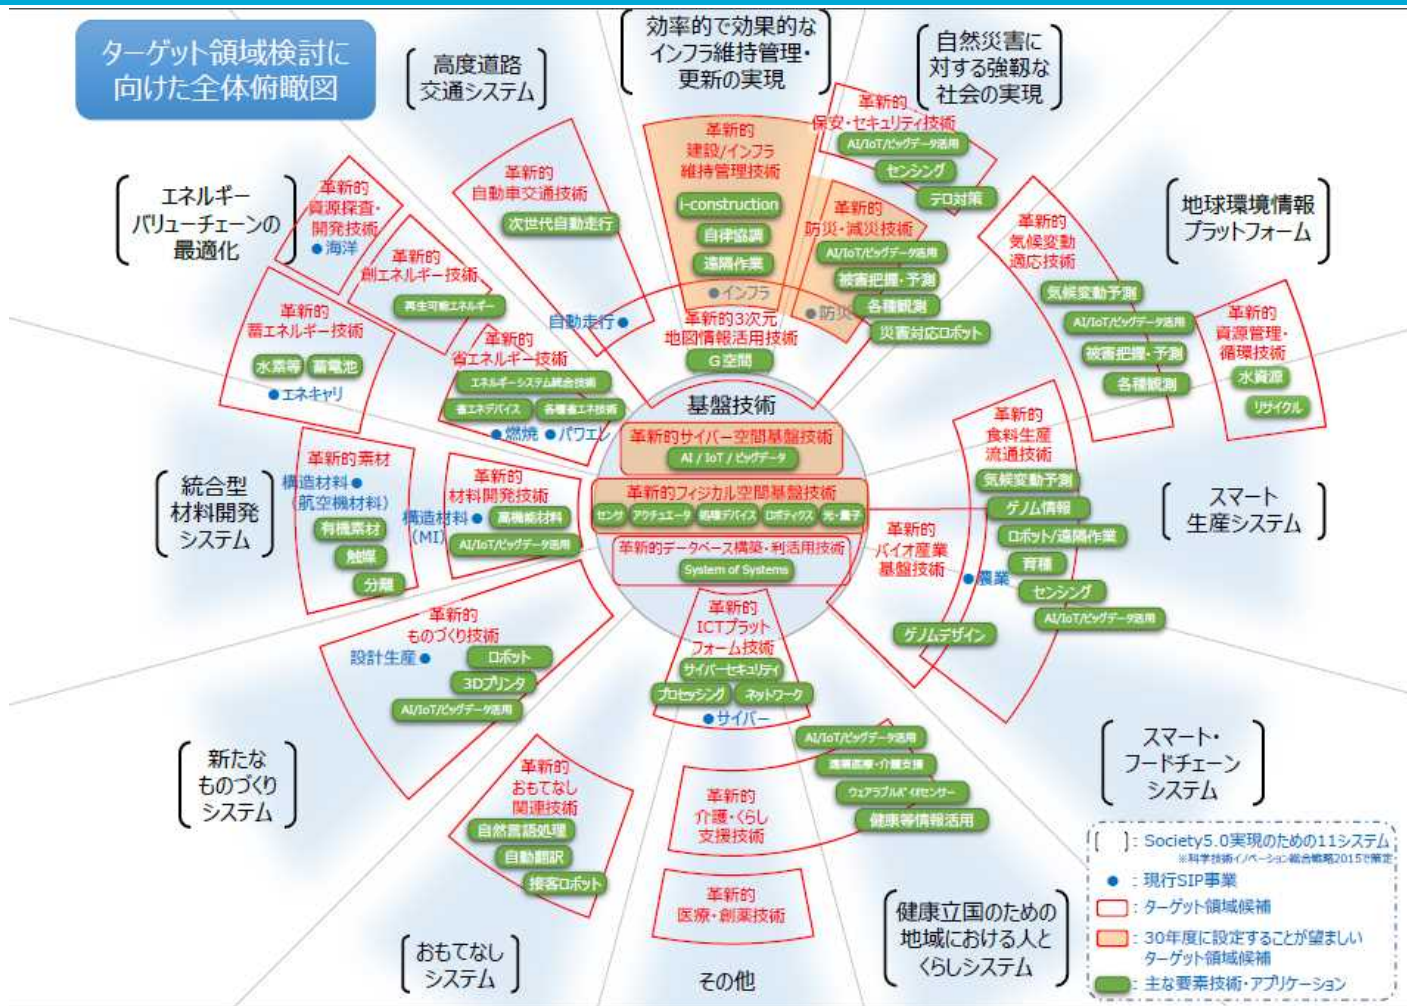 ターゲット領域検討に
向けた全体俯瞰図
高度道路
交通システム
効率的で効果的な
インフラ維持管理・
更新の実現
自然災害に
対する強靱な
社会の実現
エネルギー
バリューチェーンの
最適化
地球環境情報
プラットフォーム
革新的
資源探査・
開発技術
●海洋
革新的
創エネルギー技術
再生可能エネルギー
革新的
蓄エネルギー技術
水素等
蓄電池
●エネキャリ
革新的
省エネルギー技術
エネルギーシステム統合技術
省エネデバイス
各種省エネ技術
●燃焼 ●パワエレ
革新的
自動車交通技術
次世代自動走行
自動走行●
革新的
建設/インフラ
維持管理技術
i-construction
自律協調
遠隔作業
●インフラ
革新的3次元
地図情報活用技術
G空間
革新的
保安・セキュリティ技術
AI/IoT/ビッグデータ活用
センシング
テロ対策
革新的
防災・減災技術
AI/IoT/ビッグデータ活用
被害把握・予測
各種観測
災害対応ロボット
●防災
革新的
気候変動
適応技術
気候変動予測
AI/IoT/ビッグデータ活用
被害把握・予測
各種観測
革新的
資源管理・
循環技術
水資源
リサイクル
基盤技術
革新的サイバー空間基盤技術
AI / IoT / ビッグデータ
革新的フィジカル空間基盤技術
センサ
アクチュエータ
処理デバイス
ロボティクス
光・量子
革新的データベース構築・利活用技術
System of Systems
革新的
ICTプラット
フォーム技術
サイバーセキュリティ
プロセッシング
ネットワーク
●サイバー
統合型
材料開発
システム
革新的素材
構造材料●
(航空機材料)
有機素材
触媒
分離
革新的
材料開発技術
構造材料●
(MI)
高機能材料
AI/IoT/ビッグデータ活用
革新的
食料生産
流通技術
気候変動予測
ゲノム情報
ロボット/遠隔作業
育種
センシング
AI/IoT/ビッグデータ活用
革新的
バイオ産業
基盤技術
●農業
ゲノムデザイン
スマート
生産システム
革新的
ものづくり技術
設計生産●
ロボット
3Dプリンタ
AI/IoT/ビッグデータ活用
新たな
ものづくり
システム
革新的
おもてなし
関連技術
自然言語処理
自動翻訳
接客ロボット
おもてなし
システム
革新的
介護・くらし
支援技術
AI/IoT/ビッグデータ活用
遠隔医療・介護支援
ウェアラブルバイオセンサー
健康等情報活用
革新的
医療・創薬技術
その他
健康立国のための
地域における人と
くらしシステム
スマート・
フードチェーン
システム
[ ]: Society5.0実現のための11システム
※科学技術イノベーション総合戦略2015で策定
● : 現行SIP事業
: ターゲット領域候補
: 30年度に設定することが望ましい
ターゲット領域候補
: 主な要素技術・アプリケーション